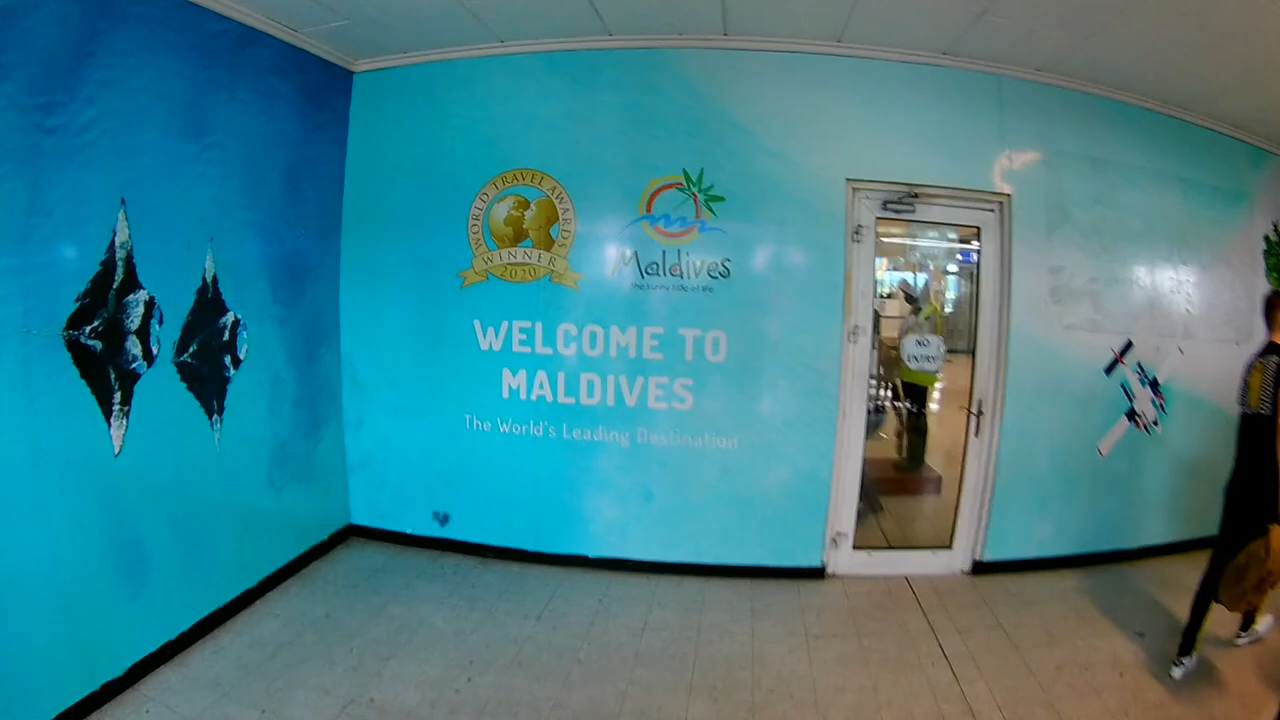 WORLD TRAVEL AWARDS
WINNER
2020
Maldives
the sunny side of life
WELCOME TO
MALDIVES
The World's Leading Destination
NO
ENTRY